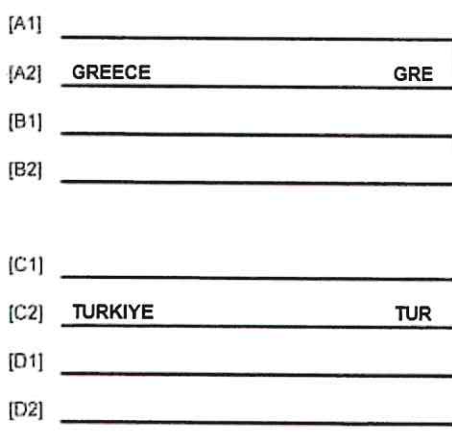 [A1]
[A2] GREECE GRE
[B1]
[B2]
[C1]
[C2] TURKIYE TUR
[D1]
[D2]